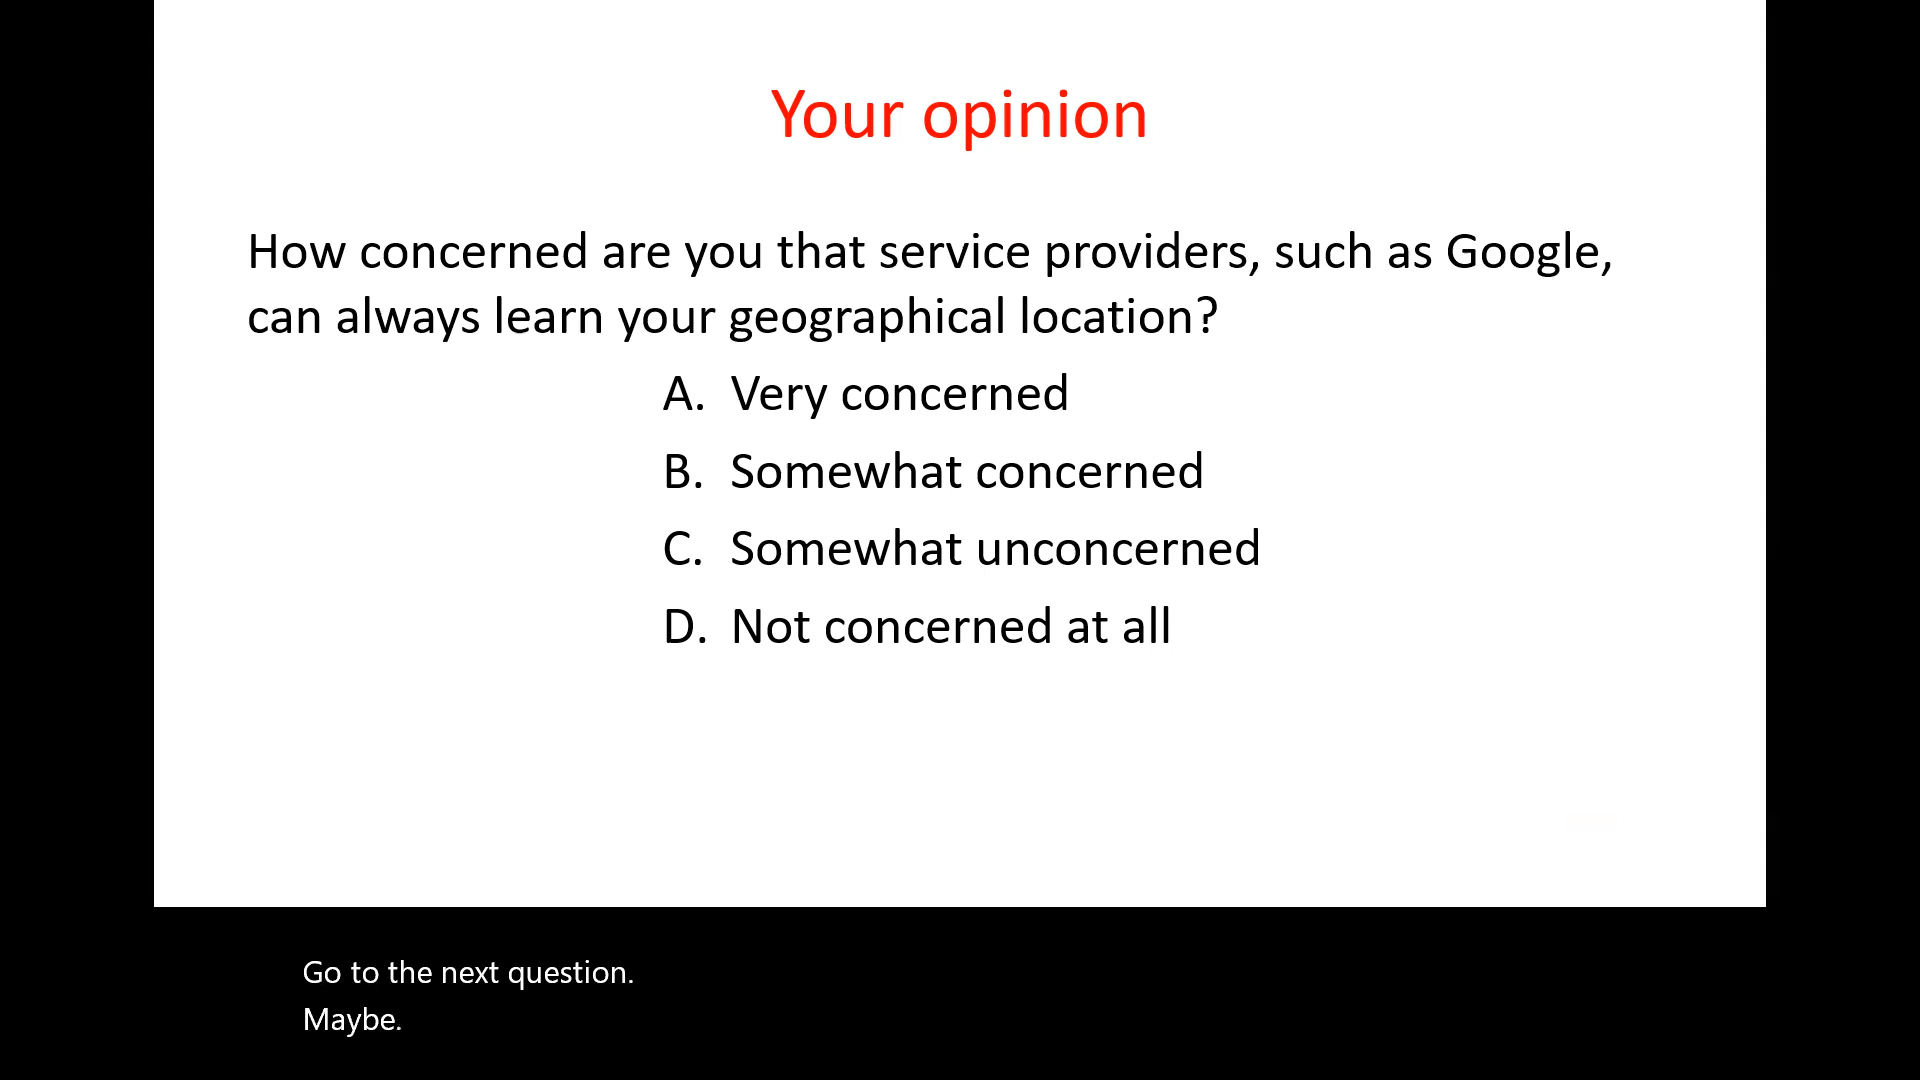 Your opinion
How concerned are you that service providers, such as Google,
can always learn your geographical location?
A. Very concerned
B. Somewhat concerned
C. Somewhat unconcerned
D. Not concerned at all
Go to the next question.
Maybe.